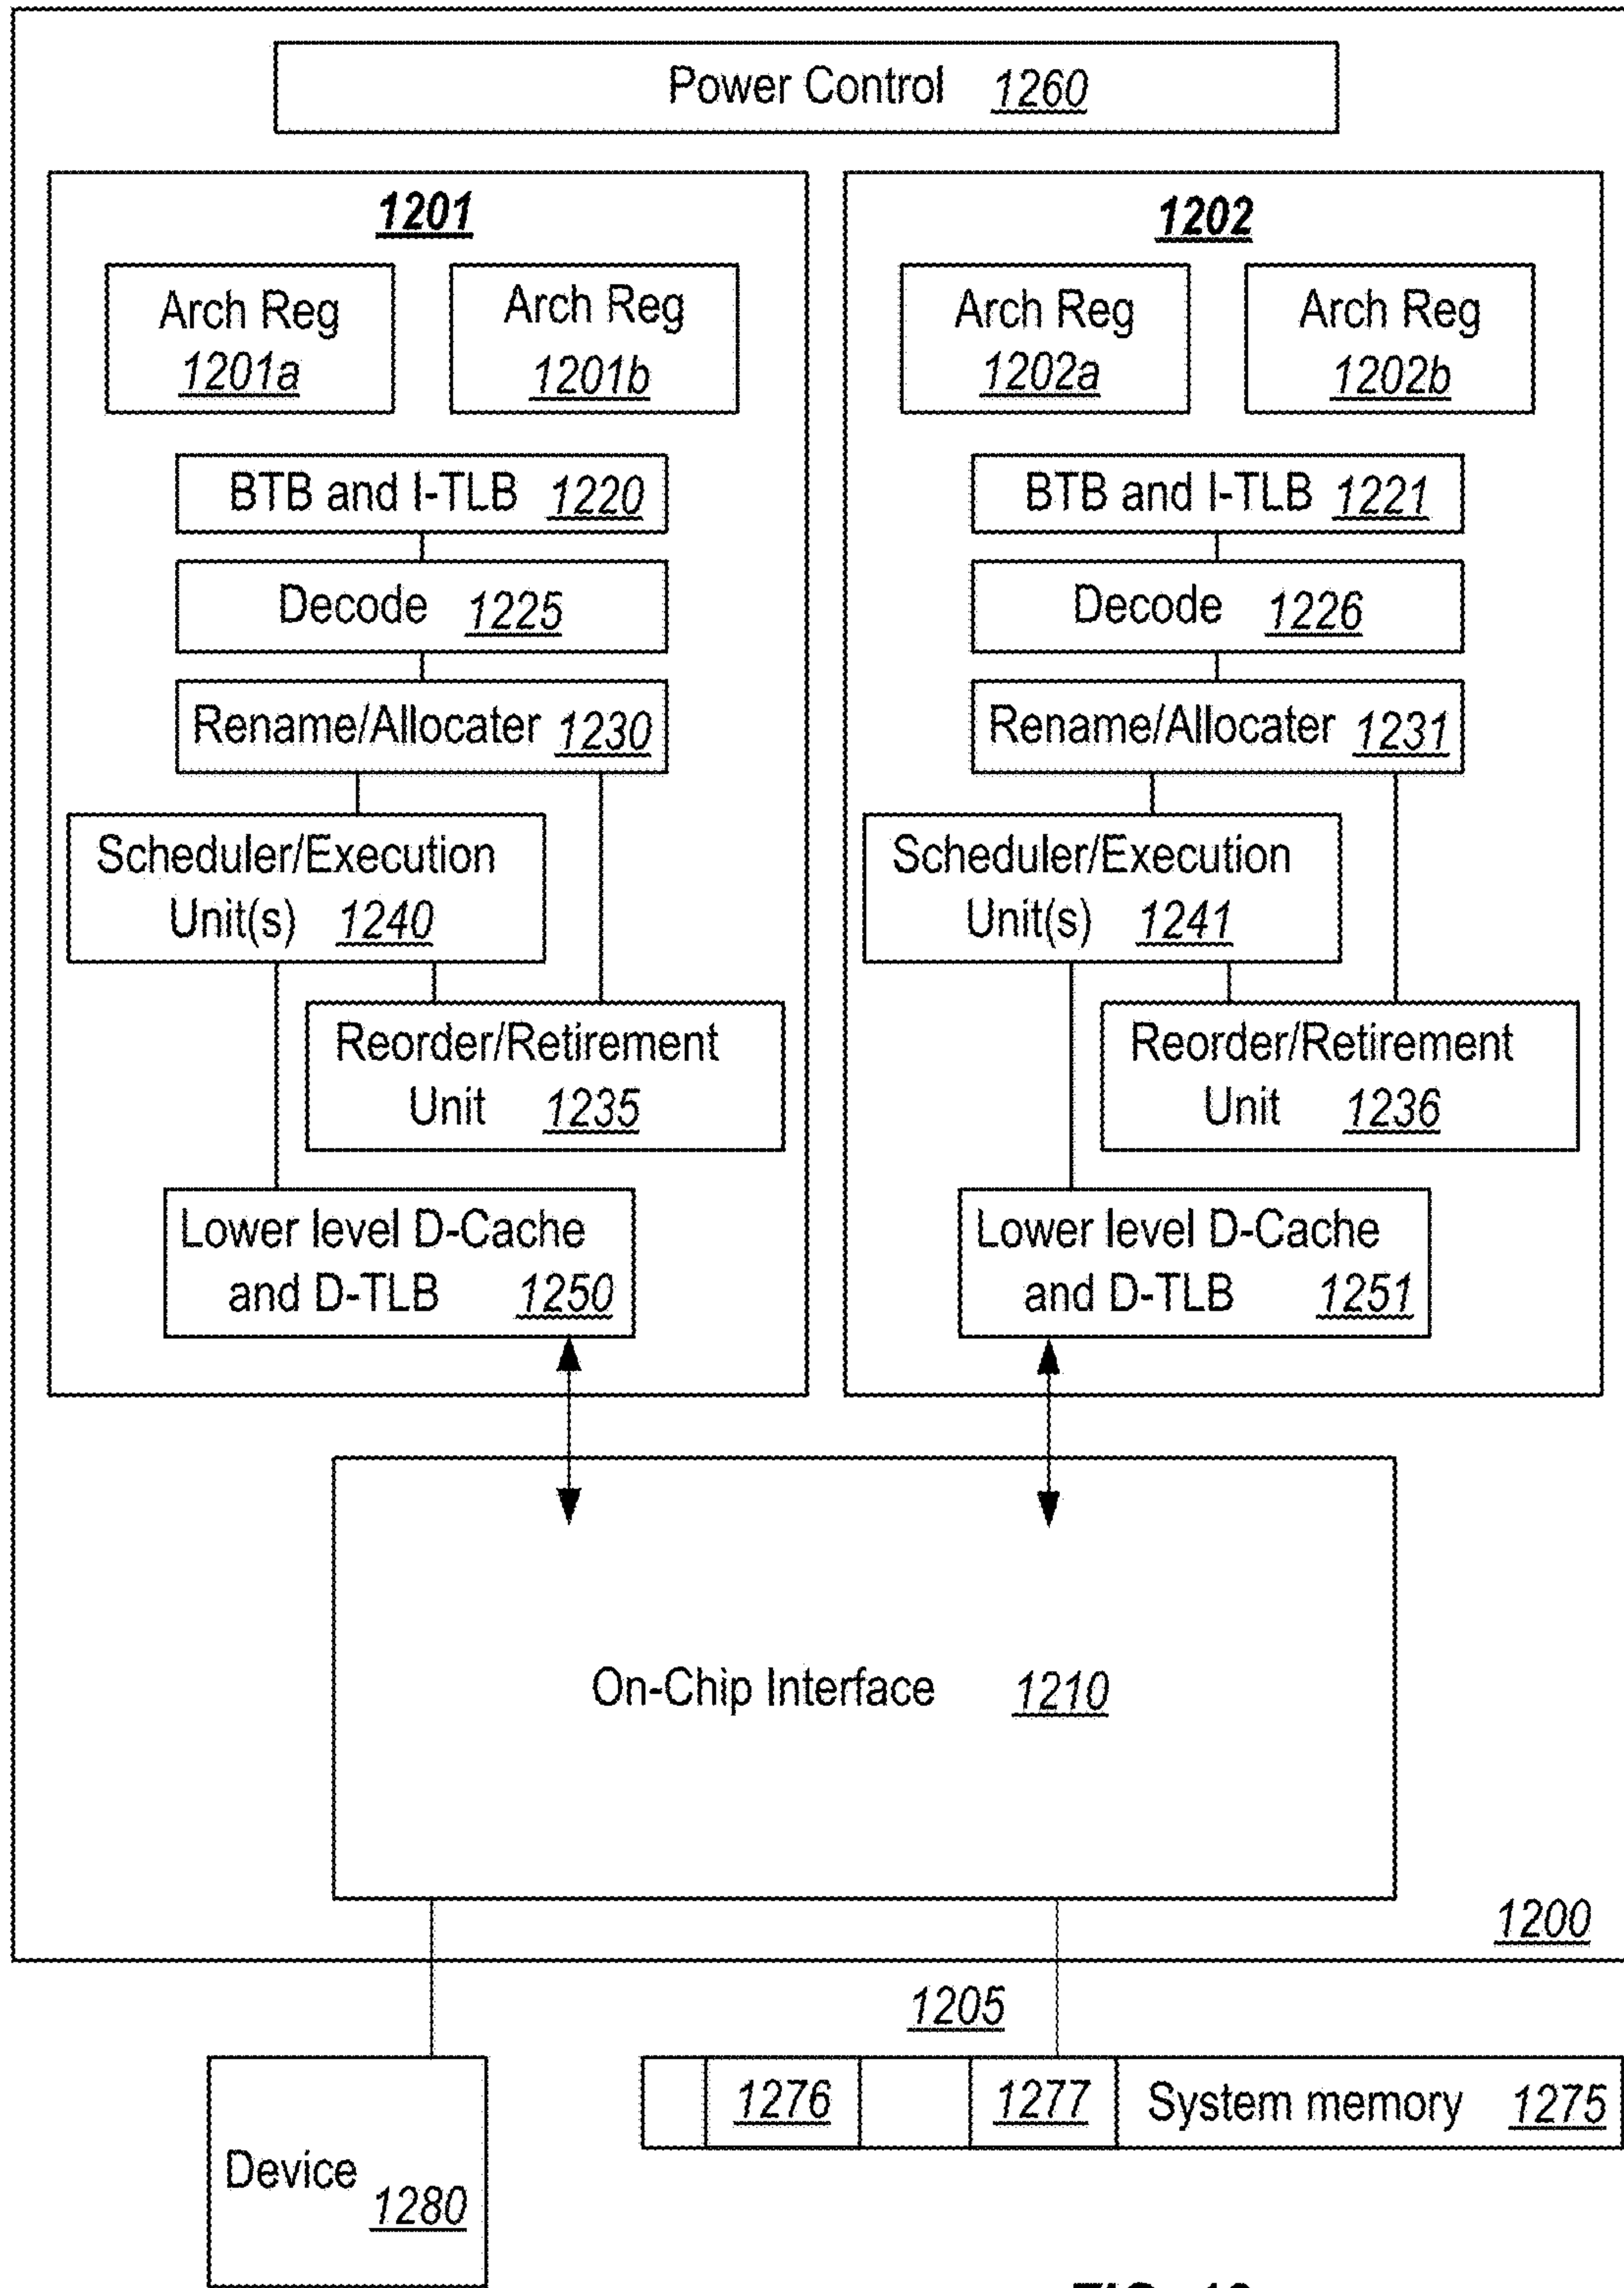 Power Control 1260
1201
Arch Reg
1201a
Arch Reg
1201b
BTB and I-TLB 1220
Decode 1225
Rename/Allocater 1230
Scheduler/Execution
Unit(s) 1240
Reorder/Retirement
Unit 1235
Lower level D-Cache
and D-TLB 1250
1202
Arch Reg
1202a
Arch Reg
1202b
BTB and I-TLB 1221
Decode 1226
Rename/Allocater 1231
Scheduler/Execution
Unit(s) 1241
Reorder/Retirement
Unit 1236
Lower level D-Cache
and D-TLB 1251
On-Chip Interface 1210
1200
1205
1276
1277
System memory 1275
Device 1280